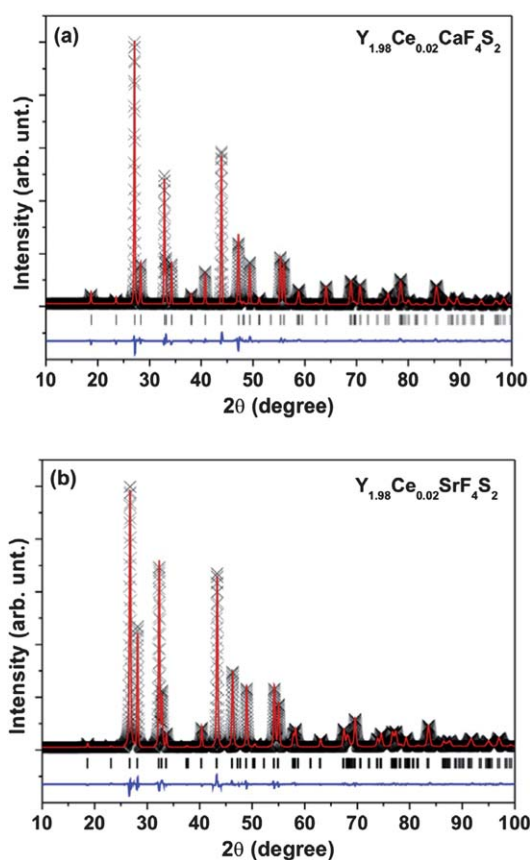 (a)
Y1.98Ce0.02CaF4S2
Intensity (arb. unt.)
10 20 30 40 50 60 70 80 90 100
2θ (degree)
(b)
Y1.98Ce0.02SrF4S2
Intensity (arb. unt.)
10 20 30 40 50 60 70 80 90 100
2θ (degree)